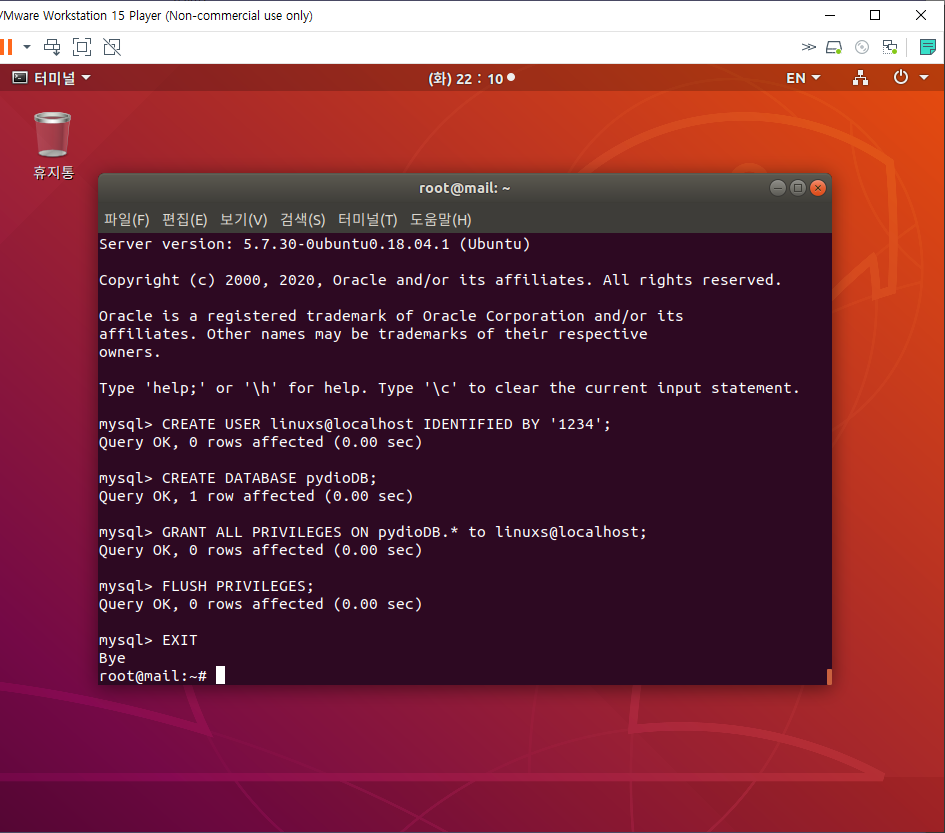 /Mware Workstation 15 Player (Non-commercial use only)
터미널
(화) 22 : 10
EN
휴지통
root@mail: ~
파일(F) 편집(E) 보기(V) 검색(S) 터미널(T) 도움말(H)
Server version: 5.7.30-0ubuntu0.18.04.1 (Ubuntu)
Copyright (c) 2000, 2020, Oracle and/or its affiliates. All rights reserved.
Oracle is a registered trademark of Oracle Corporation and/or its
affiliates. Other names may be trademarks of their respective
owners.
Type 'help;' or '\h' for help. Type '\c' to clear the current input statement.
mysql> CREATE USER linuxs@localhost IDENTIFIED BY '1234';
Query OK, 0 rows affected (0.00 sec)
mysql> CREATE DATABASE pydioDB;
Query OK, 1 row affected (0.00 sec)
mysql> GRANT ALL PRIVILEGES ON pydioDB.* to linuxs@localhost;
Query OK, 0 rows affected (0.00 sec)
mysql> FLUSH PRIVILEGES;
Query OK, 0 rows affected (0.00 sec)
mysql> EXIT
Bye
root@mail:~#